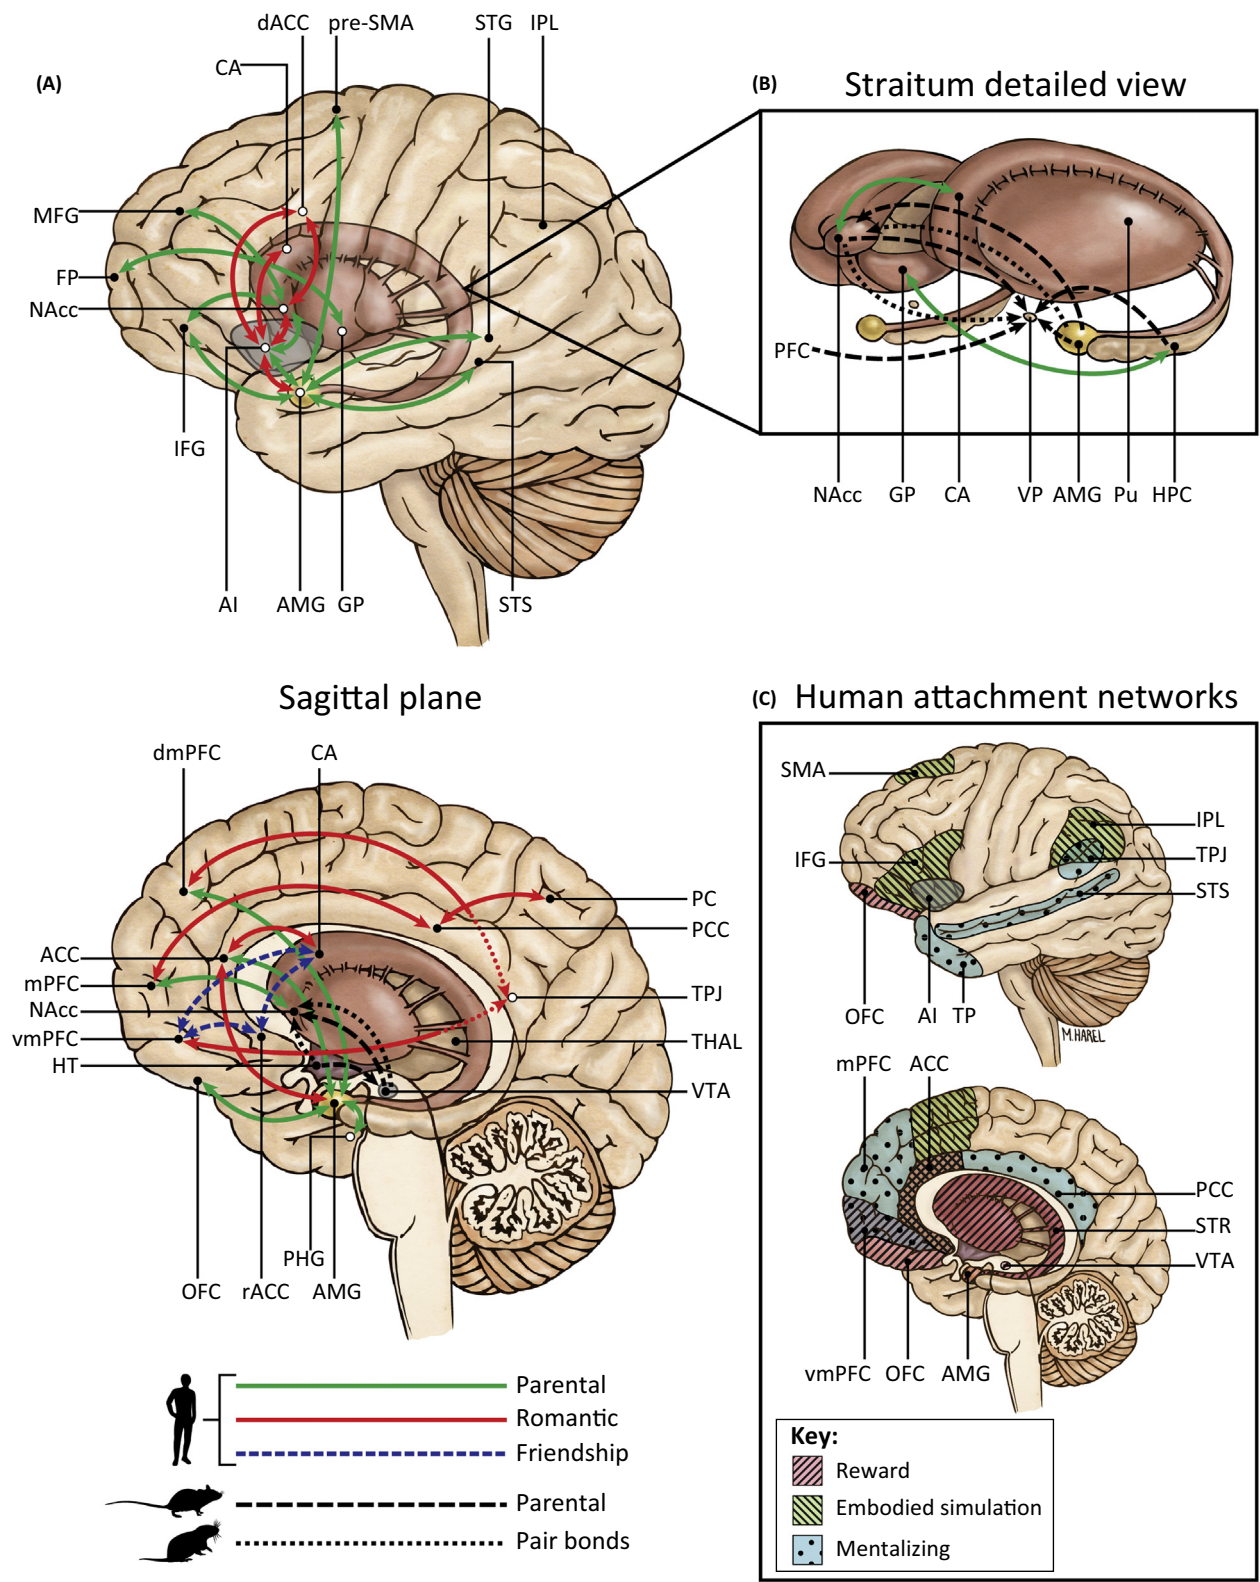 dACC pre-SMA STG IPL
CA
(A)
MFG
FP
NAcc
IFG
AI AMG GP STS
(B) Straitum detailed view
PFC
NAcc GP CA VP AMG Pu HPC
Sagittal plane
dmPFC CA
ACC
mPFC
NAcc
vmPFC
HT
PC
PCC
TPJ
THAL
VTA
PHG
OFC rACC AMG
Parental
Romantic
Friendship
Parental
Pair bonds
(C) Human attachment networks
SMA
IFG
IPL
TPJ
STS
OFC AI TP
M.HAREL
mPFC ACC
PCC
STR
VTA
vmPFC OFC AMG
Key:
Reward
Embodied simulation
Mentalizing